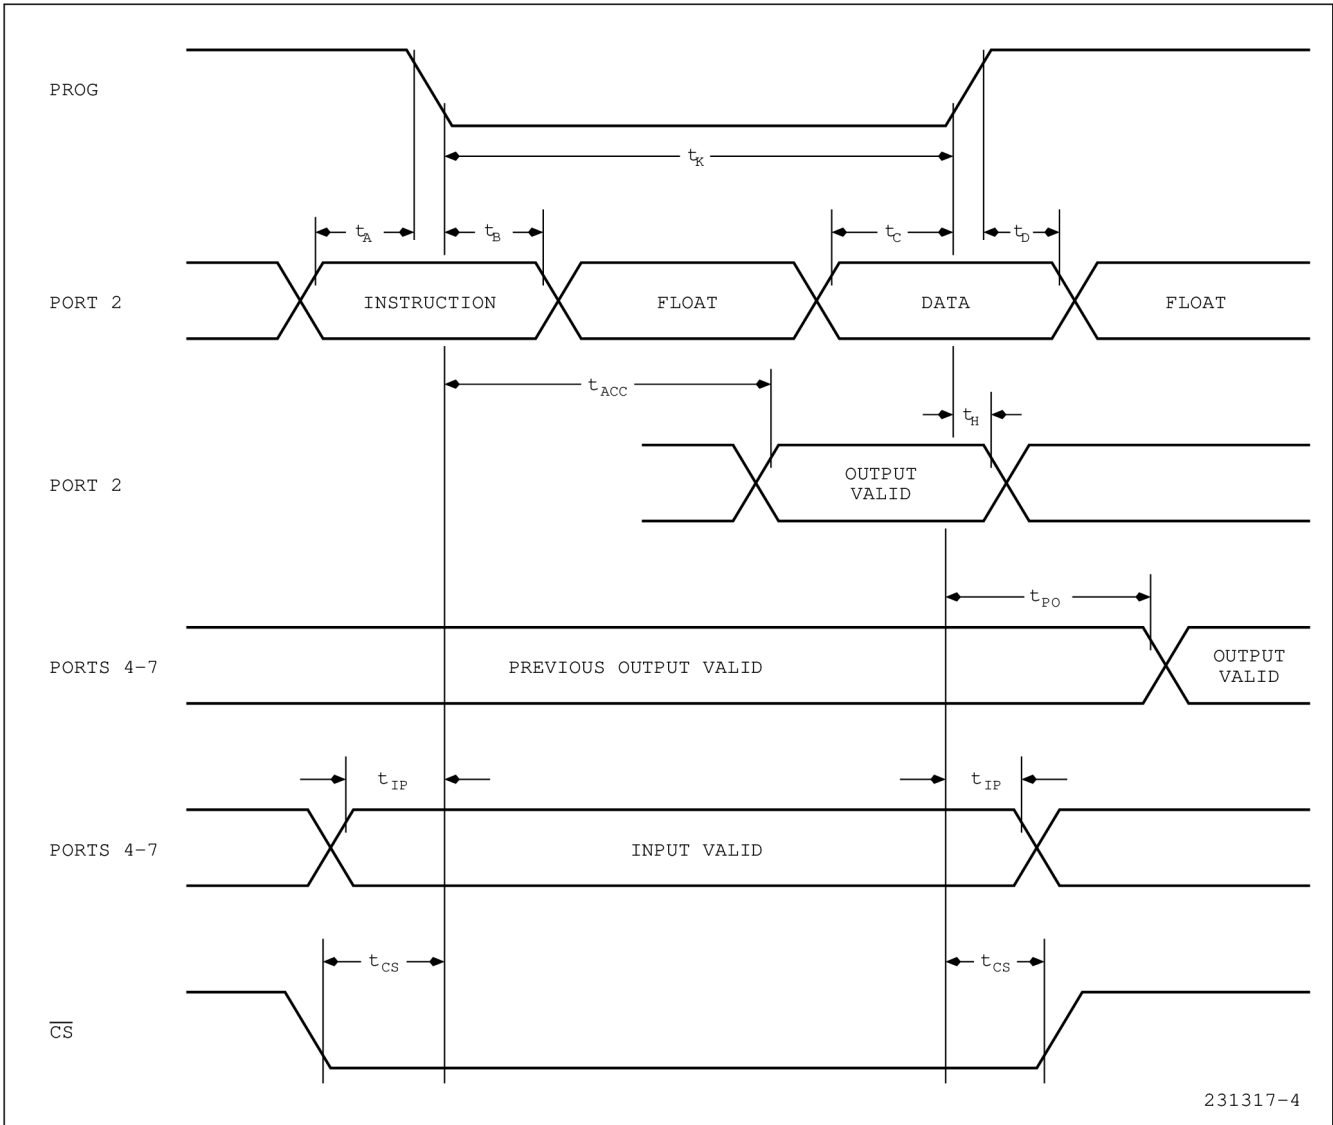 PROG
tK
tA
tB
tC
tD
PORT 2
INSTRUCTION
FLOAT
DATA
FLOAT
tACC
tH
PORT 2
OUTPUT
VALID
tPO
PORTS 4-7
PREVIOUS OUTPUT VALID
OUTPUT
VALID
tIP
tIP
PORTS 4-7
INPUT VALID
tCS
tCS
C̅S̅
231317-4